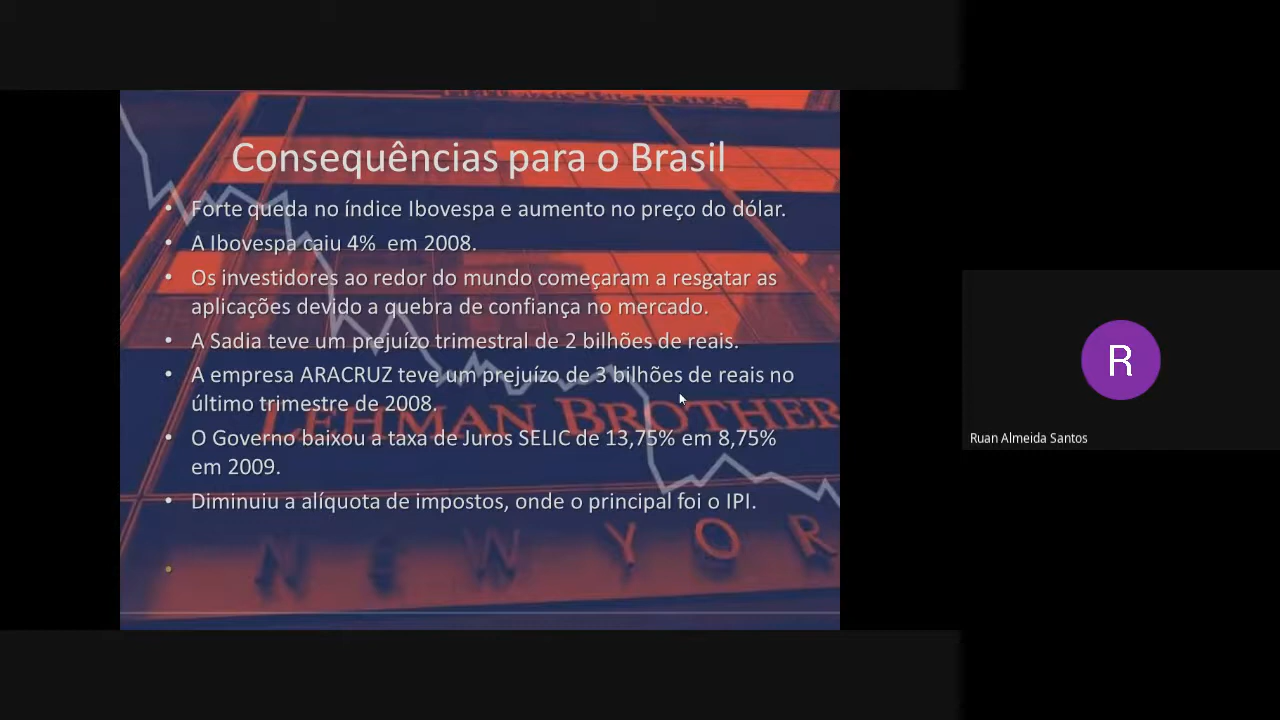 Consequências para o Brasil
• Forte queda no índice Ibovespa e aumento no preço do dólar.
• A Ibovespa caiu 4% em 2008.
• Os investidores ao redor do mundo começaram a resgatar as
aplicações devido a quebra de confiança no mercado.
• A Sadia teve um prejuízo trimestral de 2 bilhões de reais.
• A empresa ARACRUZ teve um prejuízo de 3 bilhões de reais no
último trimestre de 2008.
LEHMAN BROTHER
• O Governo baixou a taxa de Juros SELIC de 13,75% em 8,75%
em 2009.
• Diminuiu a alíquota de impostos, onde o principal foi o IPI.
NEW YOR
R
Ruan Almeida Santos